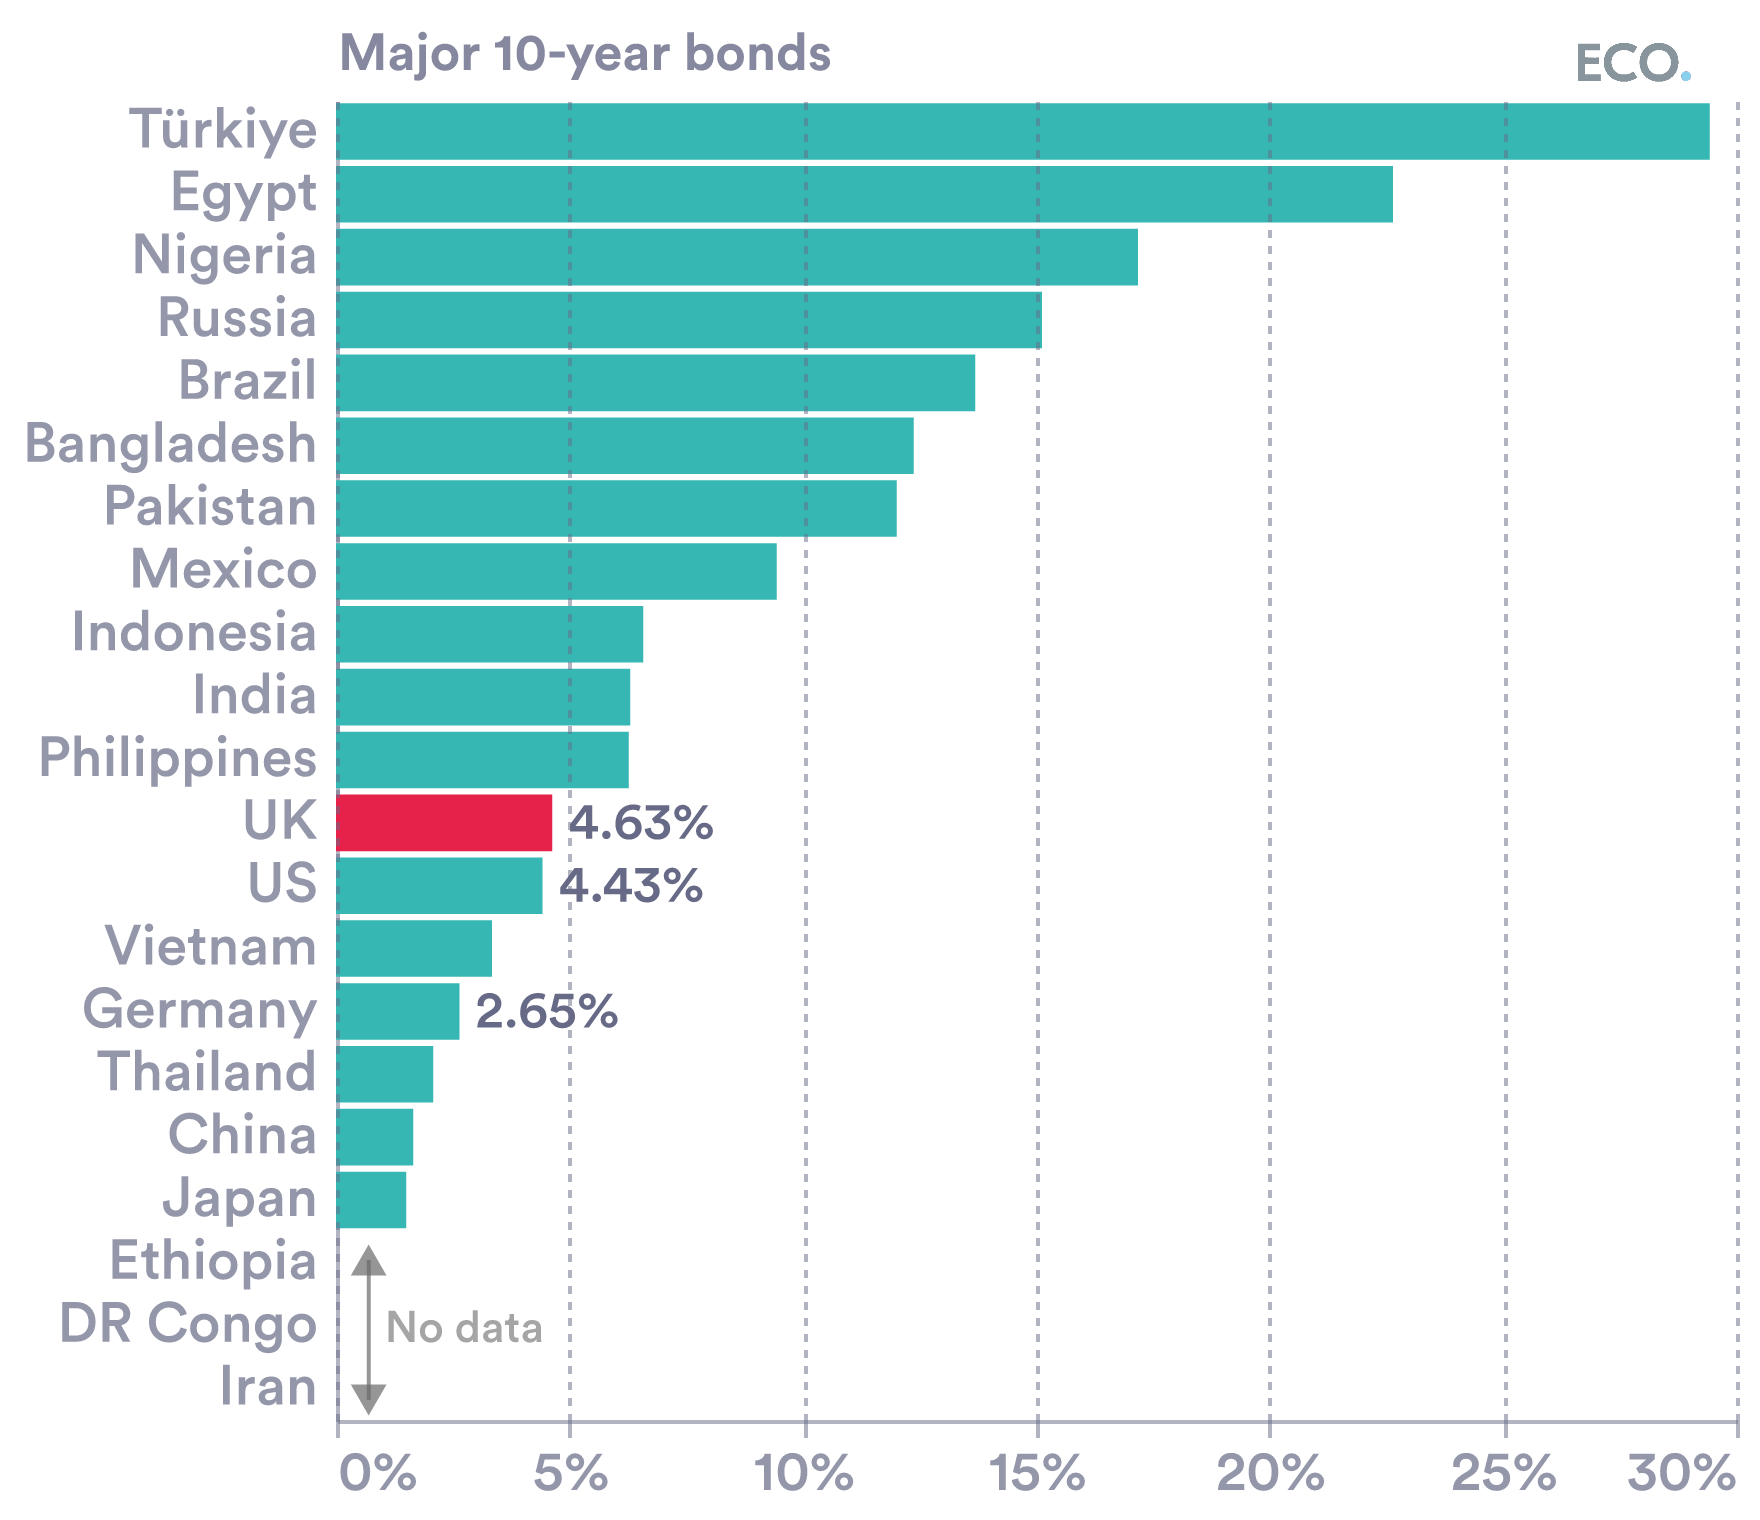 Major 10-year bonds
ECO.
Türkiye
Egypt
Nigeria
Russia
Brazil
Bangladesh
Pakistan
Mexico
Indonesia
India
Philippines
UK 4.63%
US 4.43%
Vietnam
Germany 2.65%
Thailand
China
Japan
Ethiopia
DR Congo No data
Iran
0% 5% 10% 15% 20% 25% 30%